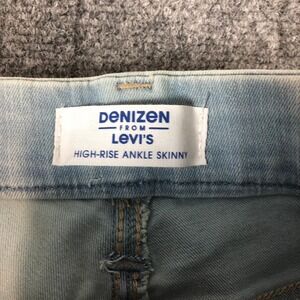 DeNiZeN
FROM
Levi's
HIGH-RISE ANKLE SKINNY